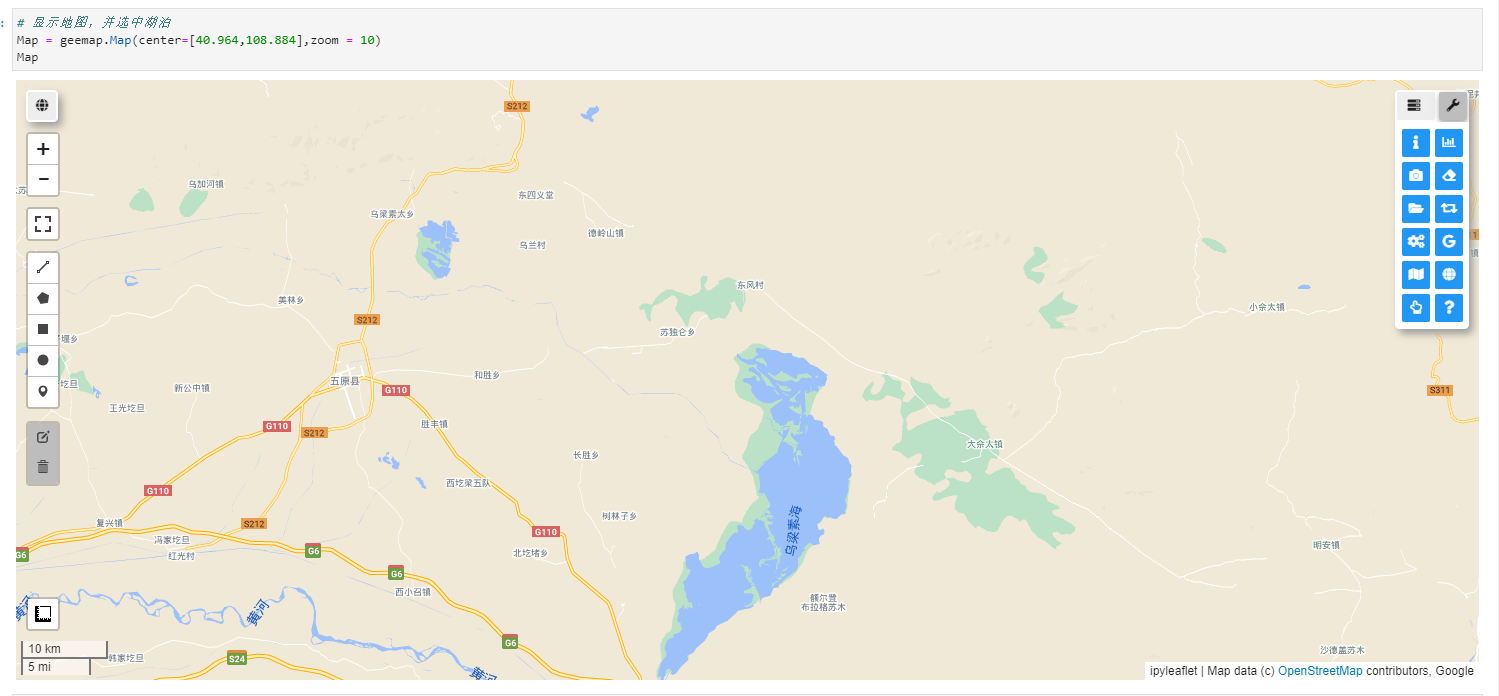 # 显示地图，并选中湖泊
Map = geemap.Map(center=[40.964,108.884],zoom = 10)
Map
S212
乌加河镇
东四义堂
乌梁素太乡
德岭山镇
乌兰村
东风村
美林乡
小佘太镇
S212
苏独仑乡
和胜乡
五原县
新公中镇
G110
S311
王光圪旦
胜丰镇
G110
S212
大佘太镇
长胜乡
西圪梁五队
G110
树林子乡
复兴镇
S212
G110
乌梁素海
冯家圪旦
红光村
G6
G6
北圪堵乡
明安镇
G6
西小召镇
额尔登
布拉格苏木
黄河
黄河
G6
S24
韩家圪旦
沙德盖苏木
黄河
10 km
5 mi
ipyleaflet | Map data (c) OpenStreetMap contributors, Google